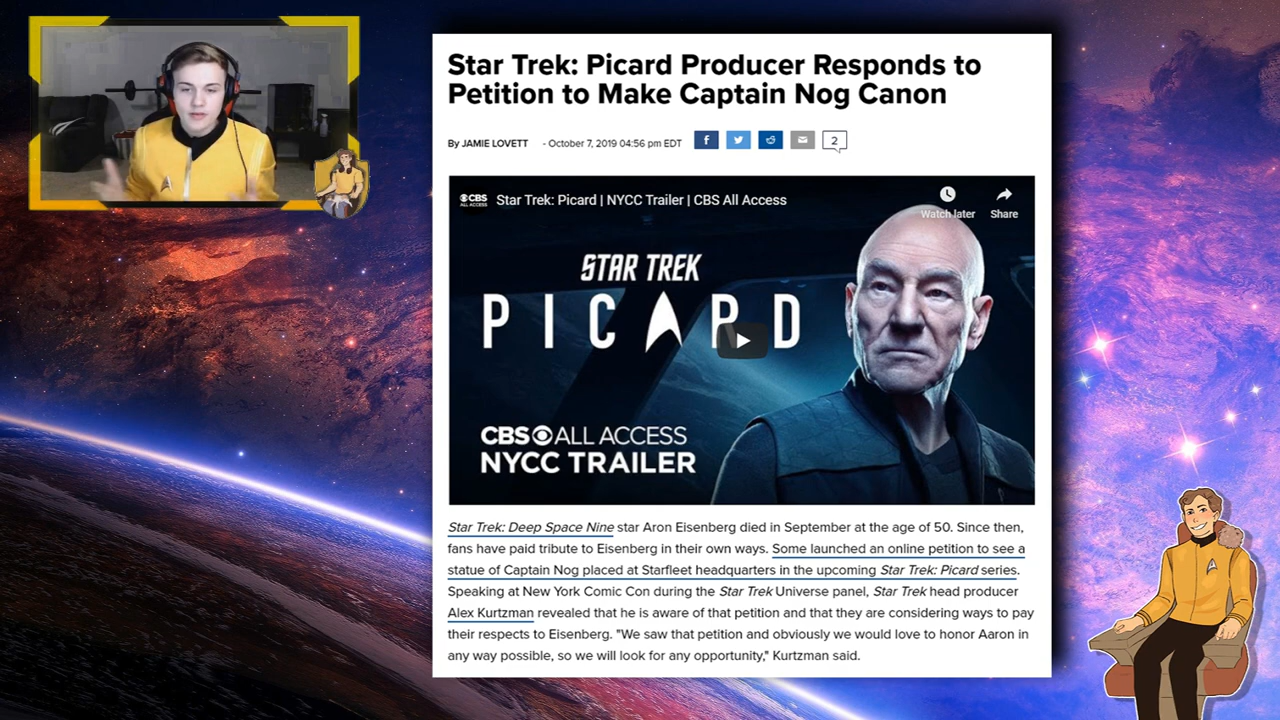 Star Trek: Picard Producer Responds to
Petition to Make Captain Nog Canon
By JAMIE LOVETT - October 7, 2019 04:56 pm EDT
2
CBS ALL ACCESS
Star Trek: Picard | NYCC Trailer | CBS All Access
Watch later
Share
STAR TREK
PICARD
CBS ALL ACCESS
NYCC TRAILER
Star Trek: Deep Space Nine star Aron Eisenberg died in September at the age of 50. Since then,
fans have paid tribute to Eisenberg in their own ways. Some launched an online petition to see a
statue of Captain Nog placed at Starfleet headquarters in the upcoming Star Trek: Picard series.
Speaking at New York Comic Con during the Star Trek Universe panel, Star Trek head producer
Alex Kurtzman revealed that he is aware of that petition and that they are considering ways to pay
their respects to Eisenberg. "We saw that petition and obviously we would love to honor Aaron in
any way possible, so we will look for any opportunity," Kurtzman said.